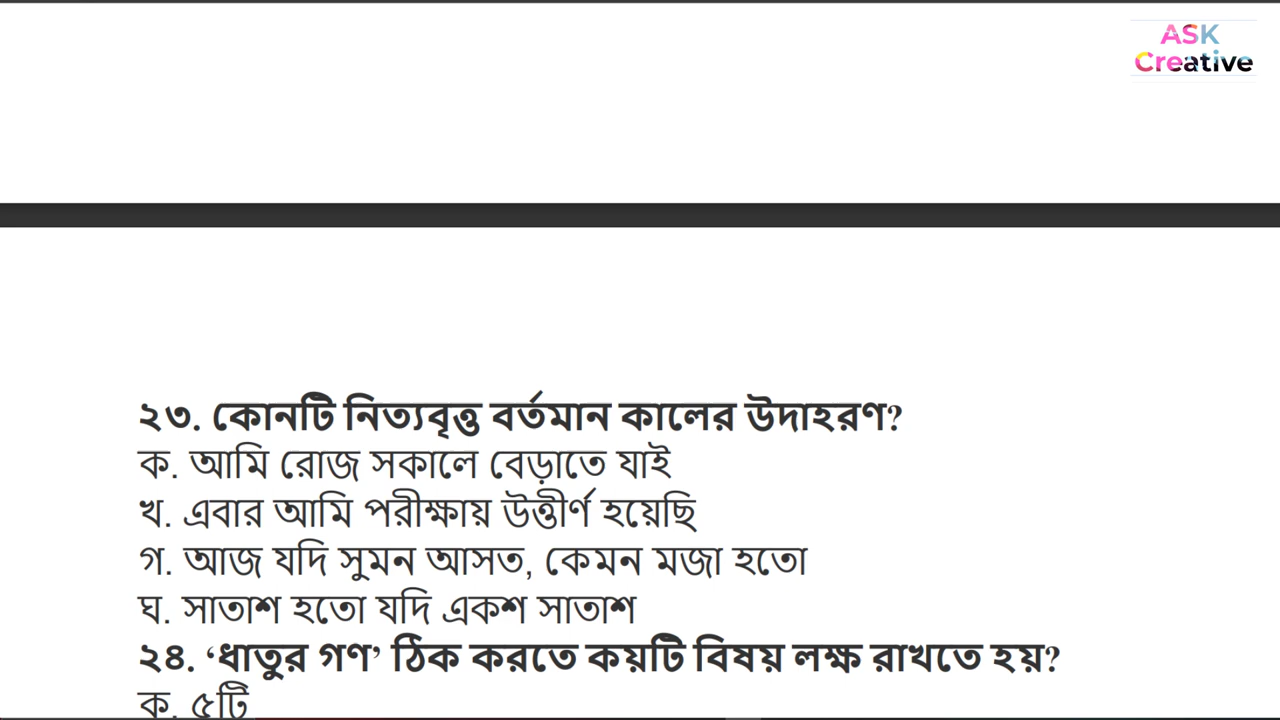 ASK
Creative
২৩. কোনটি নিত্যবৃত্ত বর্তমান কালের উদাহরণ?
ক. আমি রোজ সকালে বেড়াতে যাই
খ. এবার আমি পরীক্ষায় উত্তীর্ণ হয়েছি
গ. আজ যদি সুমন আসত, কেমন মজা হতো
ঘ. সাতাশ হতো যদি একশ সাতাশ
২৪. ‘ধাতুর গণ’ ঠিক করতে কয়টি বিষয় লক্ষ রাখতে হয়?
ক. ৫টি